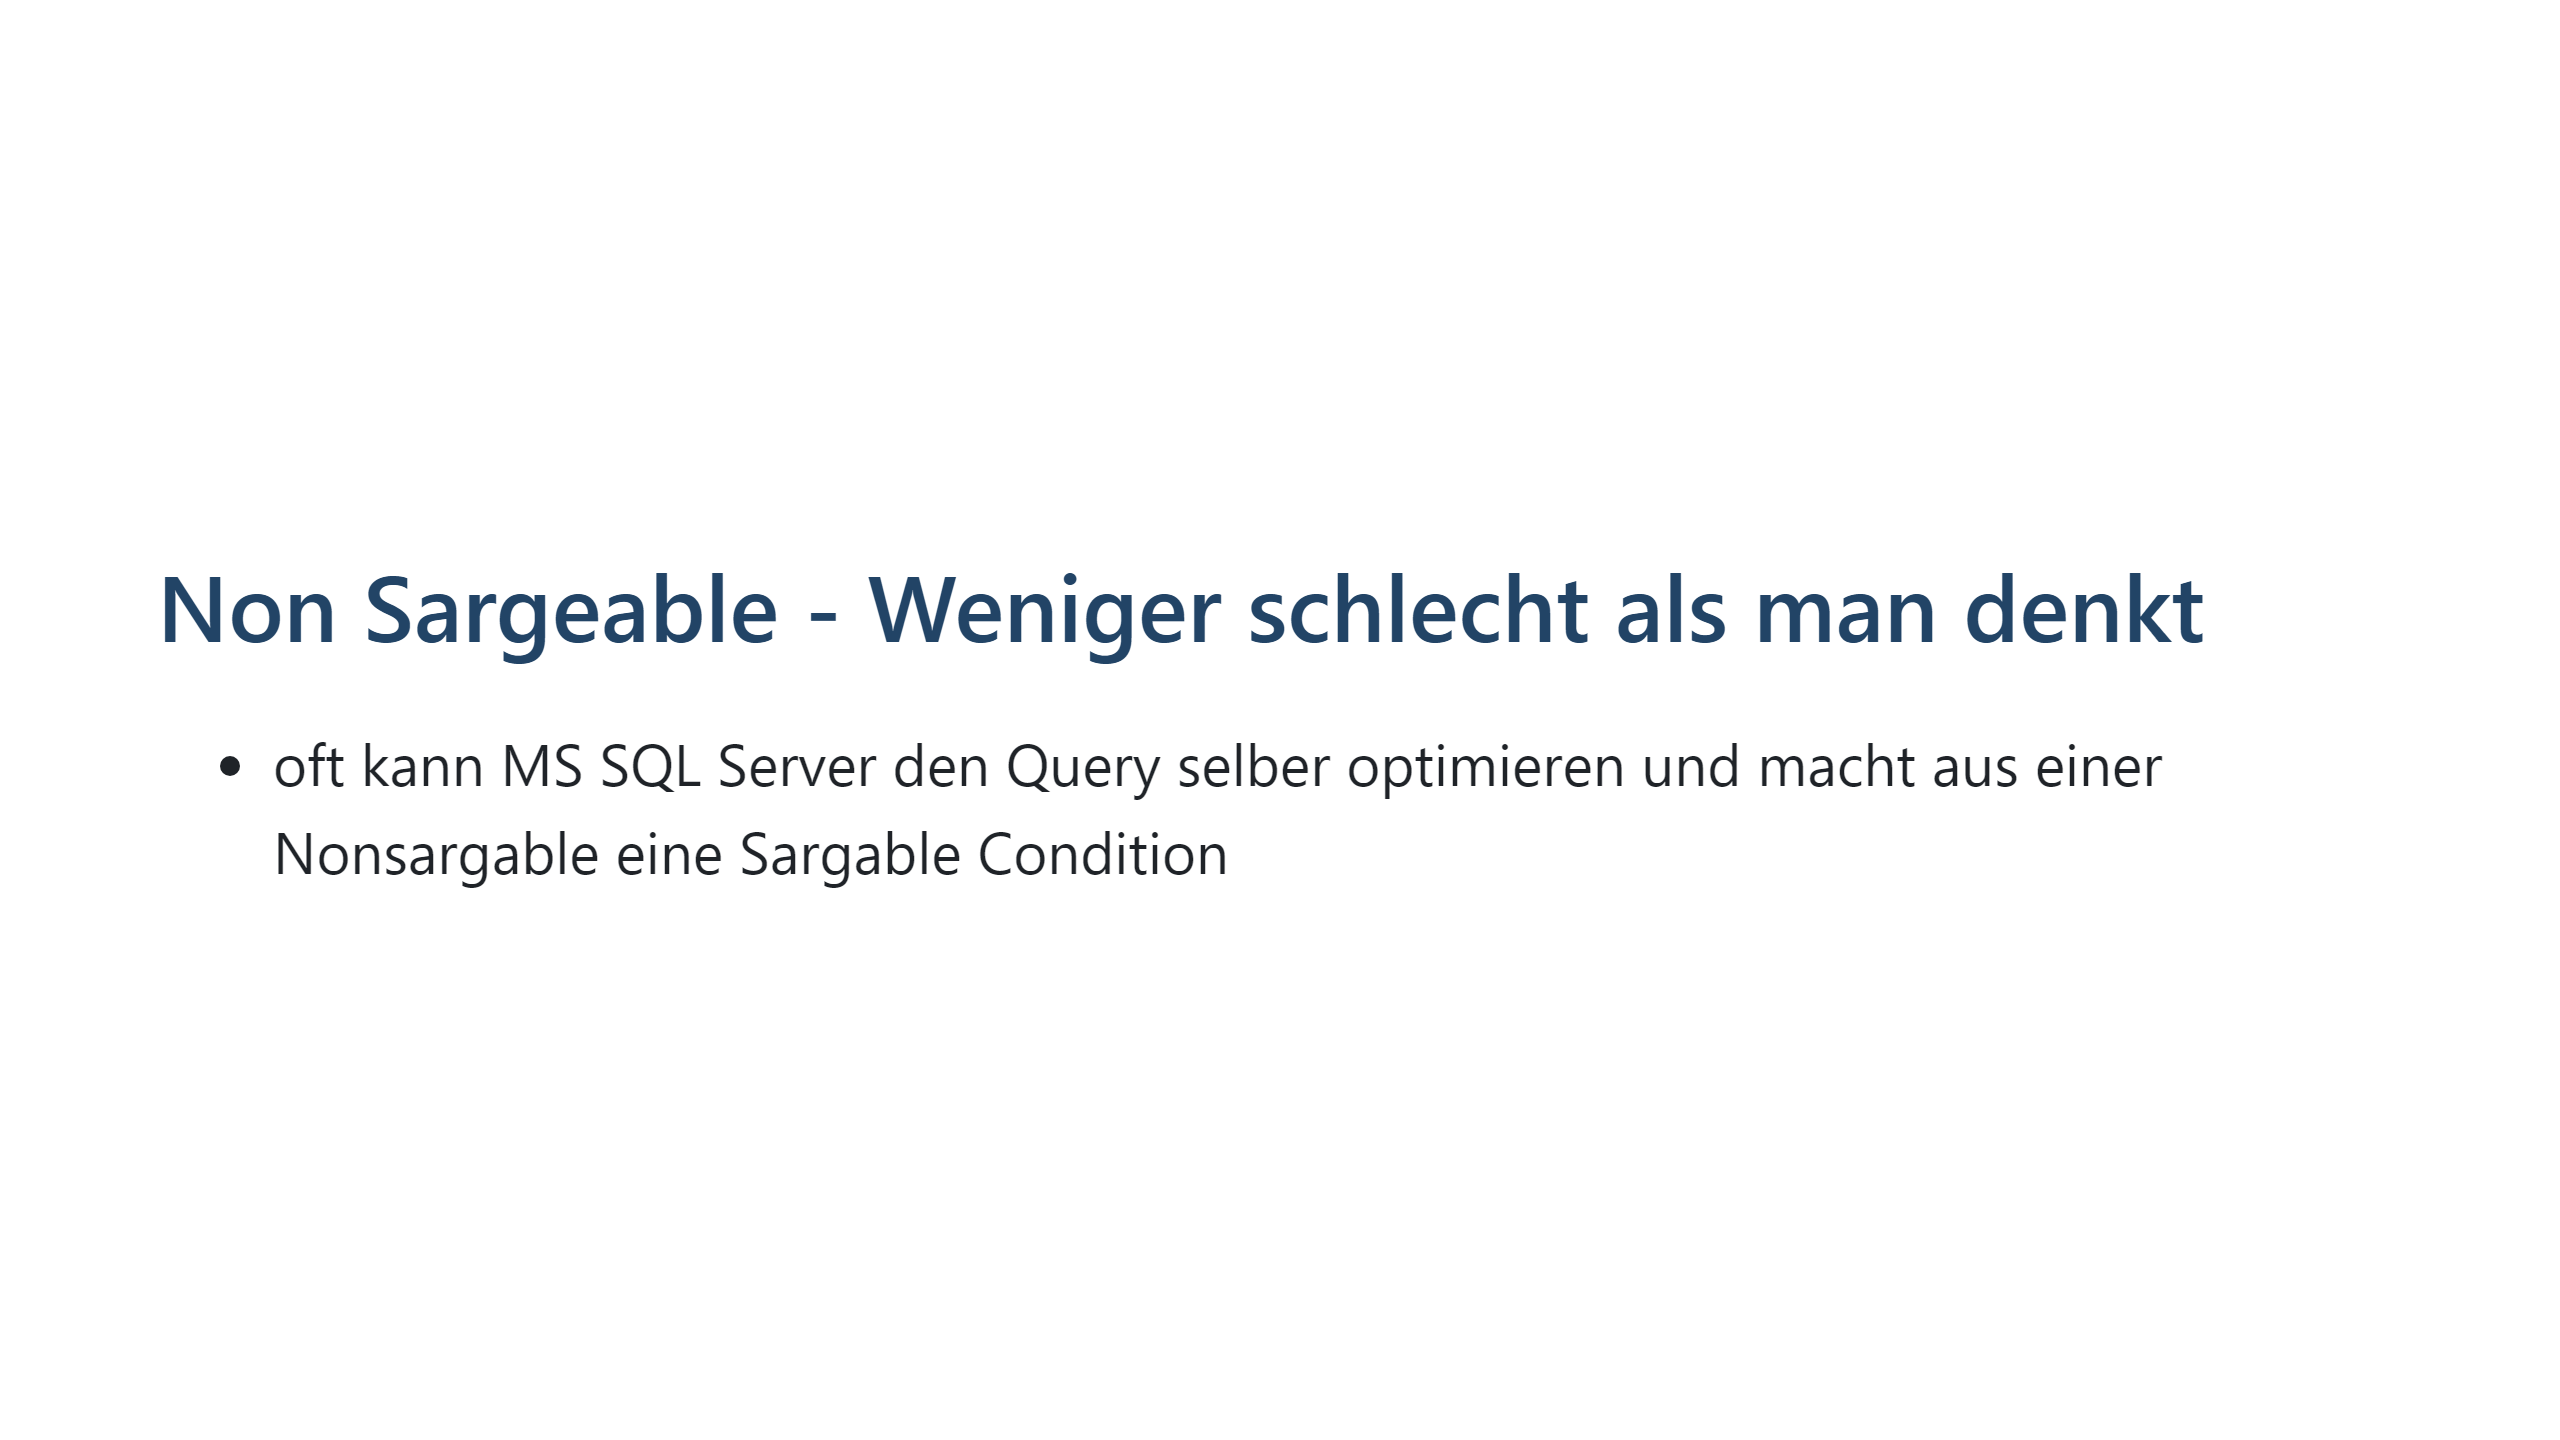 Non Sargeable - Weniger schlecht als man denkt
• oft kann MS SQL Server den Query selber optimieren und macht aus einer
Nonsargable eine Sargable Condition